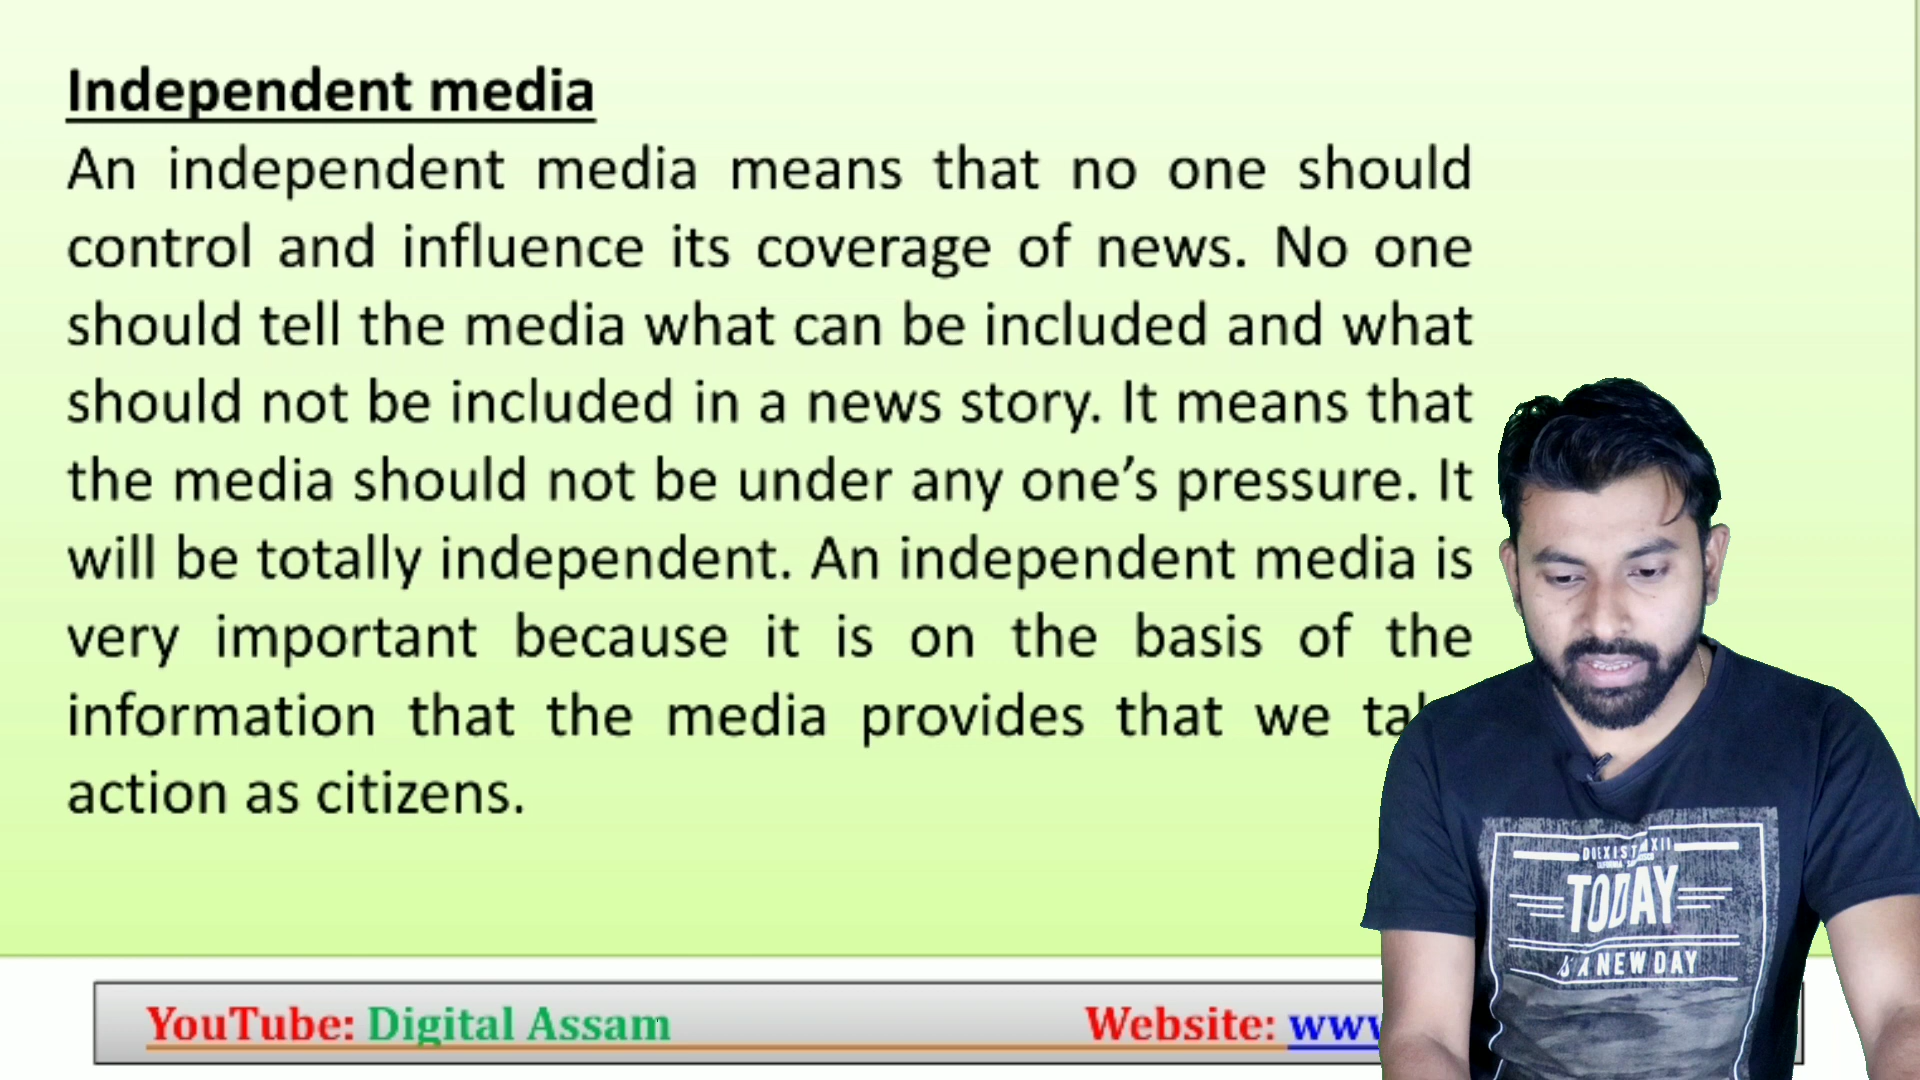 Independent media
An independent media means that no one should
control and influence its coverage of news. No one
should tell the media what can be included and what
should not be included in a news story. It means that
the media should not be under any one’s pressure. It
will be totally independent. An independent media is
very important because it is on the basis of the
information that the media provides that we
action as citizens.
TODAY
A NEW DAY
YouTube: Digital Assam
Website: